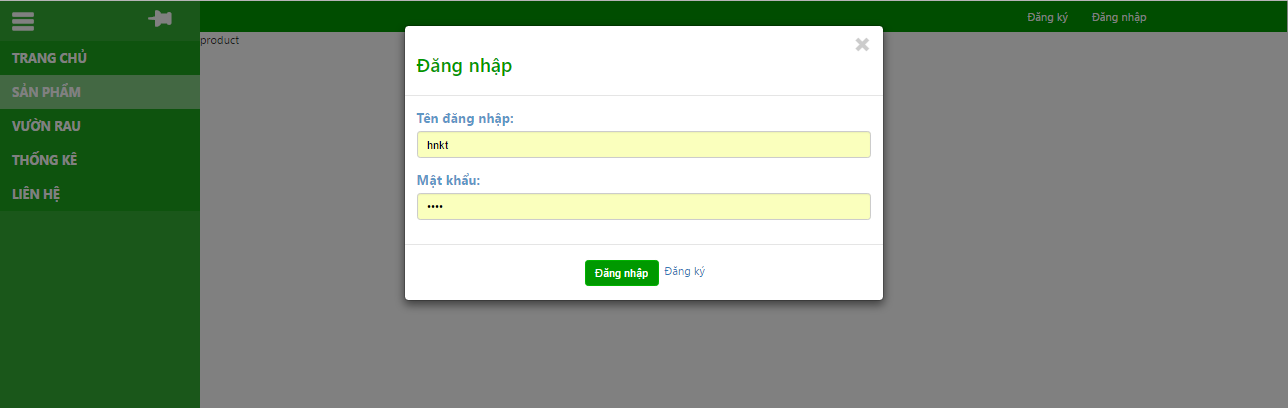 Đăng ký Đăng nhập
TRANG CHỦ
SẢN PHẨM
VƯỜN RAU
THỐNG KÊ
LIÊN HỆ
product
Đăng nhập
Tên đăng nhập:
hnkt
Mật khẩu:
••••
Đăng nhập Đăng ký